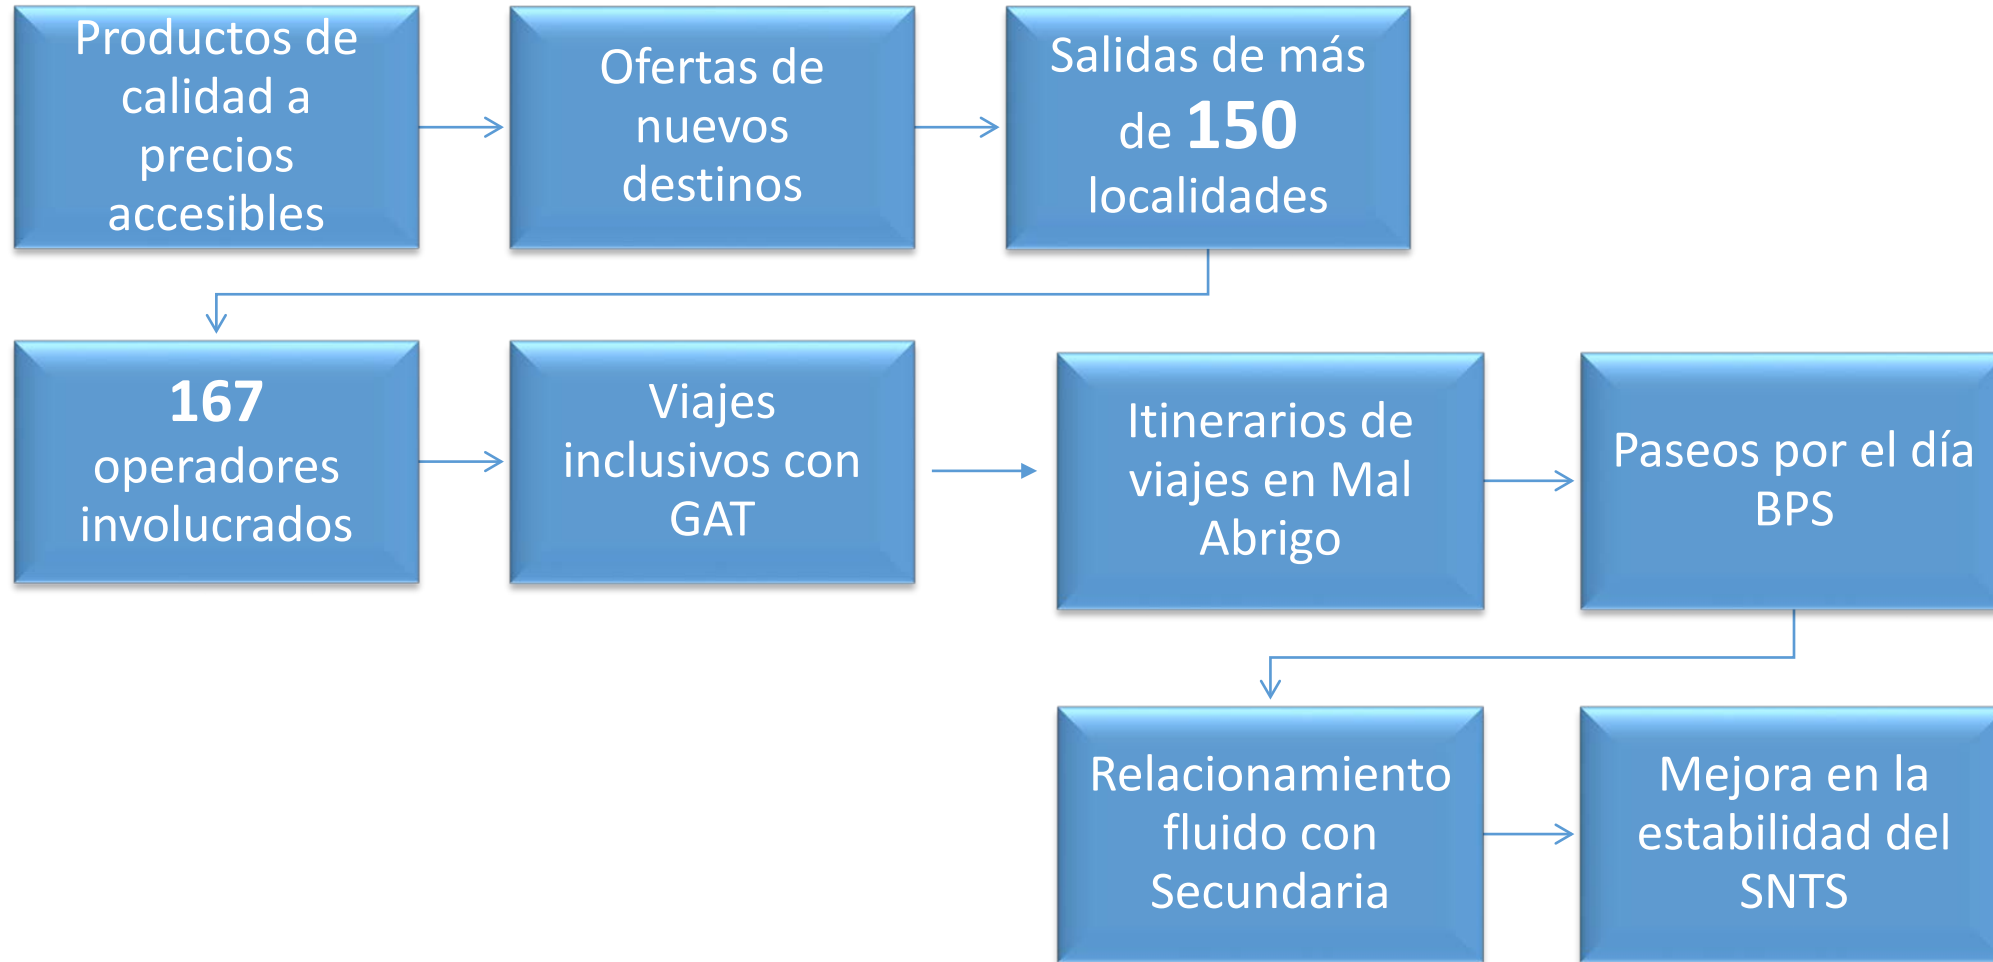 Productos de
calidad a
precios
accesibles
Ofertas de
nuevos
destinos
Salidas de más
de 150
localidades
167
operadores
involucrados
Viajes
inclusivos con
GAT
Itinerarios de
viajes en Mal
Abrigo
Paseos por el día
BPS
Relacionamiento
fluido con
Secundaria
Mejora en la
estabilidad del
SNTS